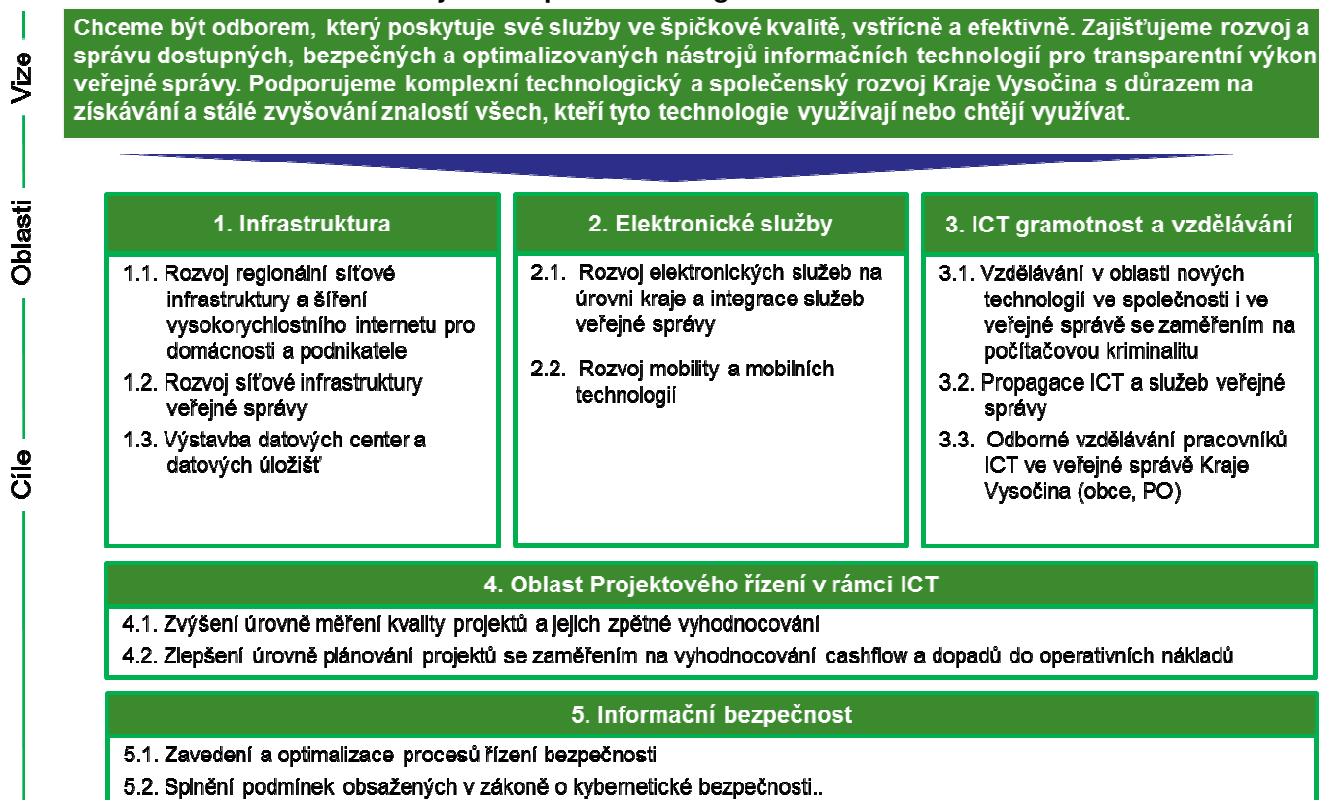 Vize
Chceme být odborem, který poskytuje své služby ve špičkové kvalitě, vstřícně a efektivně. Zajišťujeme rozvoj a
správu dostupných, bezpečných a optimalizovaných nástrojů informačních technologií pro transparentní výkon
veřejné správy. Podporujeme komplexní technologický a společenský rozvoj Kraje Vysočina s důrazem na
získávání a stálé zvyšování znalostí všech, kteří tyto technologie využívají nebo chtějí využívat.
Oblasti
1. Infrastruktura
2. Elektronické služby
3. ICT gramotnost a vzdělávání
Cíle
1.1. Rozvoj regionální síťové
infrastruktury a šíření
vysokorychlostního internetu pro
domácnosti a podnikatele
1.2. Rozvoj síťové infrastruktury
veřejné správy
1.3. Výstavba datových center a
datových úložišť
2.1. Rozvoj elektronických služeb na
úrovni kraje a integrace služeb
veřejné správy
2.2. Rozvoj mobility a mobilních
technologií
3.1. Vzdělávání v oblasti nových
technologií ve společnosti i ve
veřejné správě se zaměřením na
počítačovou kriminalitu
3.2. Propagace ICT a služeb veřejné
správy
3.3. Odborné vzdělávání pracovníků
ICT ve veřejné správě Kraje
Vysočina (obce, PO)
4. Oblast Projektového řízení v rámci ICT
4.1. Zvýšení úrovně měření kvality projektů a jejich zpětné vyhodnocování
4.2. Zlepšení úrovně plánování projektů se zaměřením na vyhodnocování cashflow a dopadů do operativních nákladů
5. Informační bezpečnost
5.1. Zavedení a optimalizace procesů řízení bezpečnosti
5.2. Splnění podmínek obsažených v zákoně o kybernetické bezpečnosti..